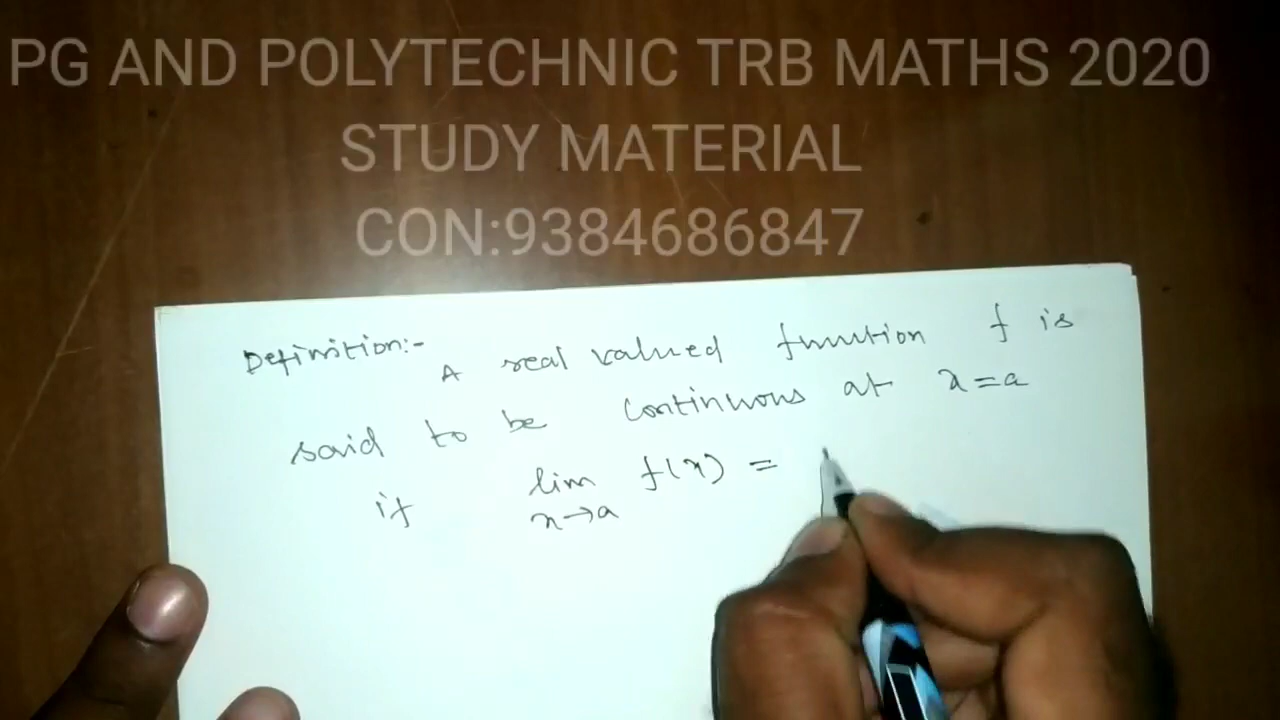 PG AND POLYTECHNIC TRB MATHS 2020
STUDY MATERIAL
CON:9384686847
Definition:-
A real valued function f is
said to be continuous at x=a
if lim f(x) =
x→a